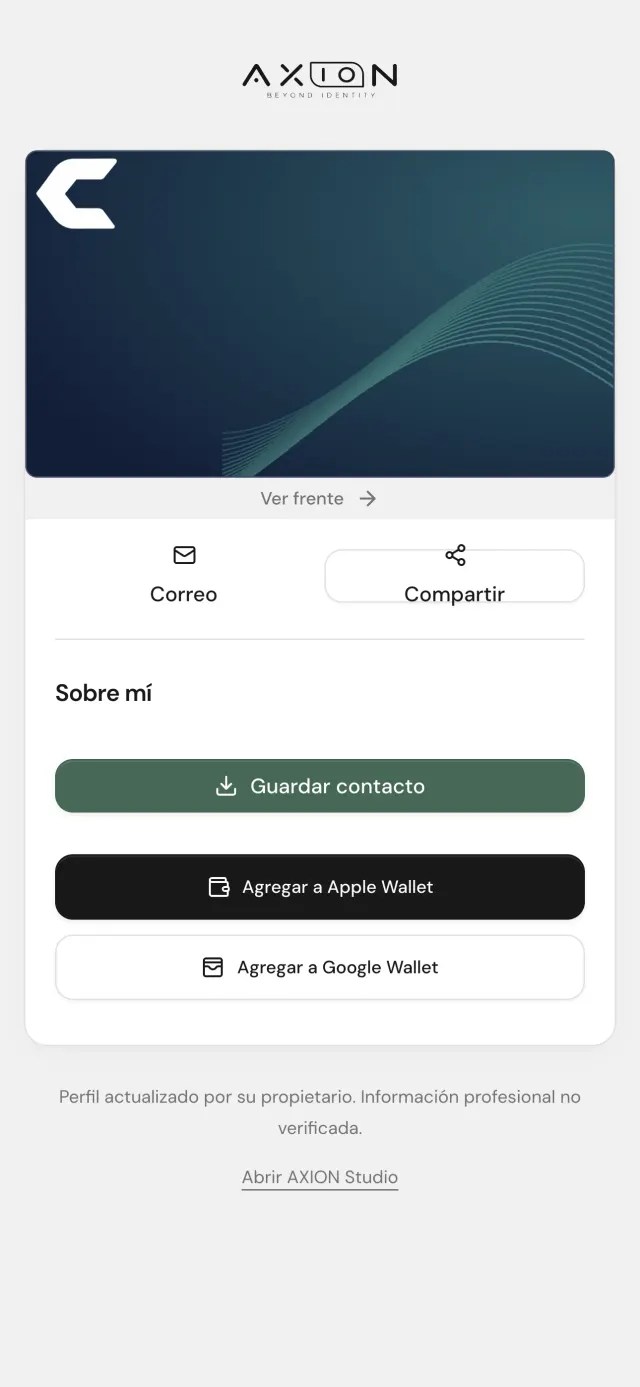 AXION
BEYOND IDENTITY
Ver frente
Correo
Compartir
Sobre mí
Guardar contacto
Agregar a Apple Wallet
Agregar a Google Wallet
Perfil actualizado por su propietario. Información profesional no
verificada.
Abrir AXION Studio